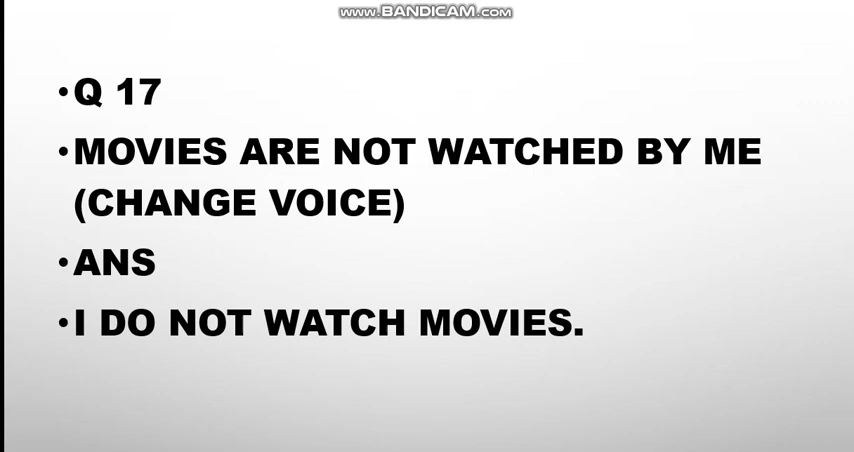 www.BANDICAM.com
•Q 17
•MOVIES ARE NOT WATCHED BY ME
(CHANGE VOICE)
•ANS
•I DO NOT WATCH MOVIES.